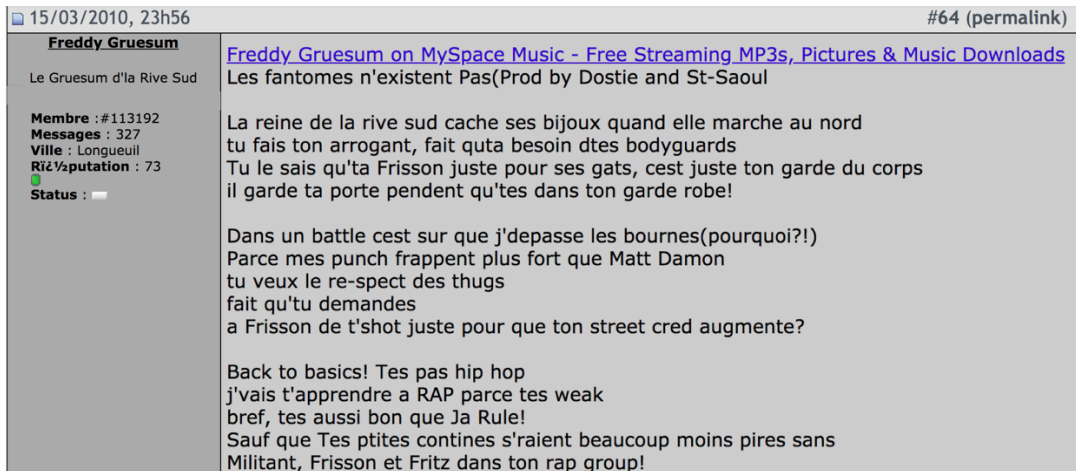 15/03/2010, 23h56 #64 (permalink)
Freddy Gruesum
Le Gruesum d'la Rive Sud
Membre :#113192
Messages : 327
Ville : Longueuil
Rï¿½putation : 73
Status :
Freddy Gruesum on MySpace Music - Free Streaming MP3s, Pictures & Music Downloads
Les fantomes n'existent Pas(Prod by Dostie and St-Saoul
La reine de la rive sud cache ses bijoux quand elle marche au nord
tu fais ton arrogant, fait quta besoin dtes bodyguards
Tu le sais qu'ta Frisson juste pour ses gats, cest juste ton garde du corps
il garde ta porte pendent qu'tes dans ton garde robe!
Dans un battle cest sur que j'depasse les bournes(pourquoi?!)
Parce mes punch frappent plus fort que Matt Damon
tu veux le re-spect des thugs
fait qu'tu demandes
a Frisson de t'shot juste pour que ton street cred augmente?
Back to basics! Tes pas hip hop
j'vais t'apprendre a RAP parce tes weak
bref, tes aussi bon que Ja Rule!
Sauf que Tes ptites contines s'raient beaucoup moins pires sans
Militant, Frisson et Fritz dans ton rap group!